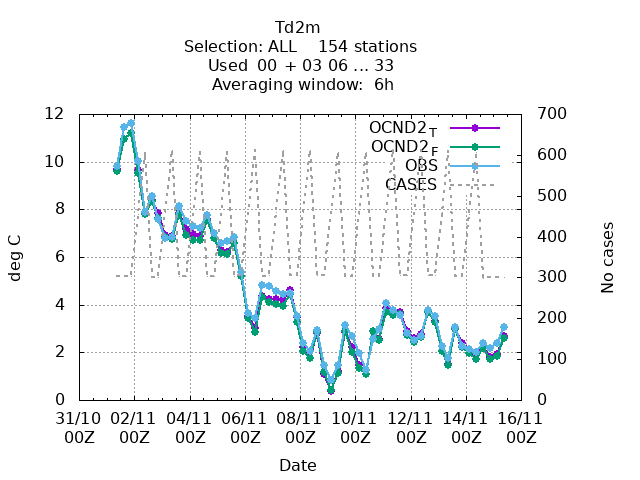 Td2m
Selection: ALL    154 stations
Used  00 + 03 06 ... 33
Averaging window:  6h
12
10
8
6
4
2
0
deg C
700
600
500
400
300
200
100
0
No cases
OCND2_T
OCND2_F
OBS
CASES
31/10 02/11 04/11 06/11 08/11 10/11 12/11 14/11 16/11
00Z 00Z 00Z 00Z 00Z 00Z 00Z 00Z 00Z
Date